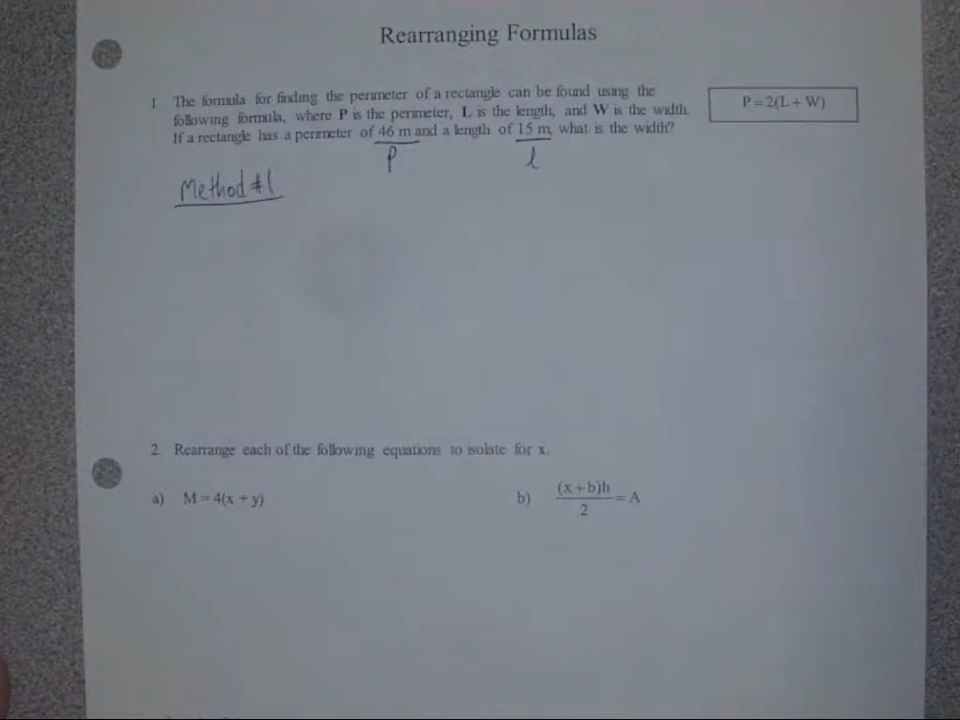 Rearranging Formulas
1 The formula for finding the perimeter of a rectangle can be found using the
following formula, where P is the perimeter, L is the length, and W is the width.
If a rectangle has a perimeter of 46 m and a length of 15 m, what is the width?
P = 2(L + W)
P
l
Method #1
2. Rearrange each of the following equations to isolate for x.
a) M = 4(x + y)
b) (x + b)h
2
= A